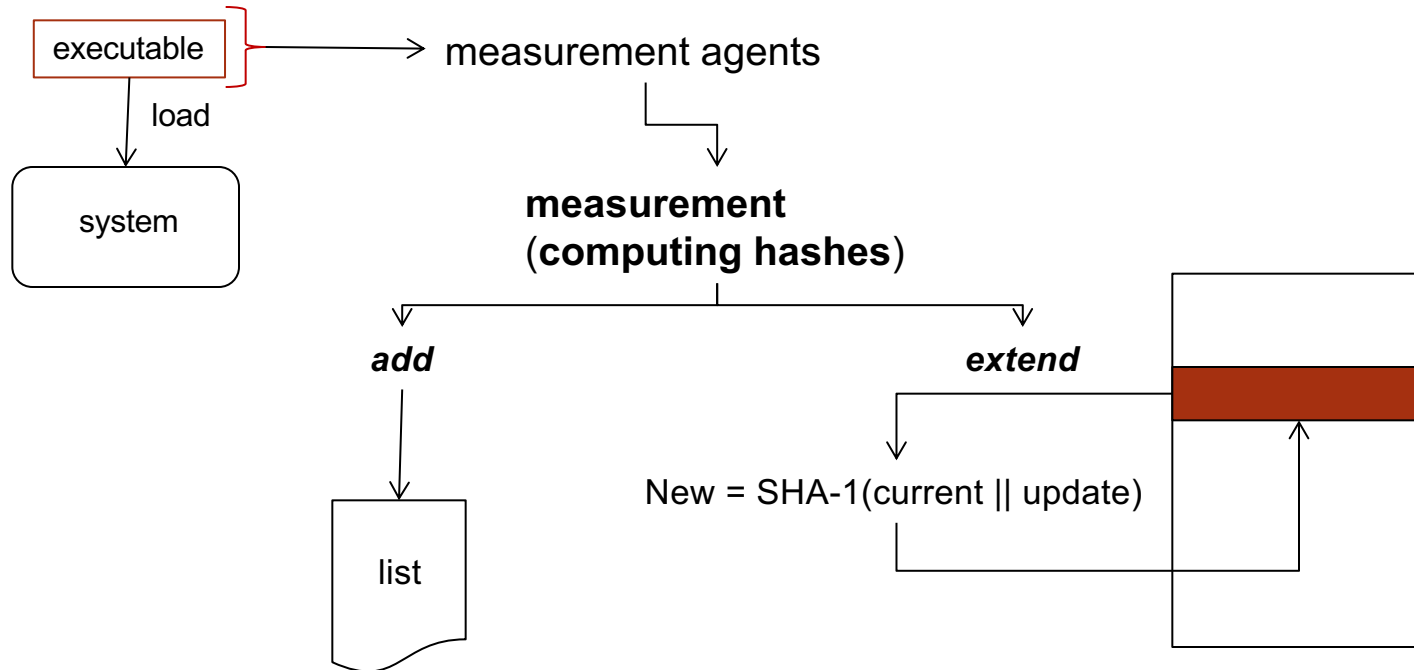 executable
measurement agents
load
system
measurement
(computing hashes)
add
extend
New = SHA-1(current || update)
list